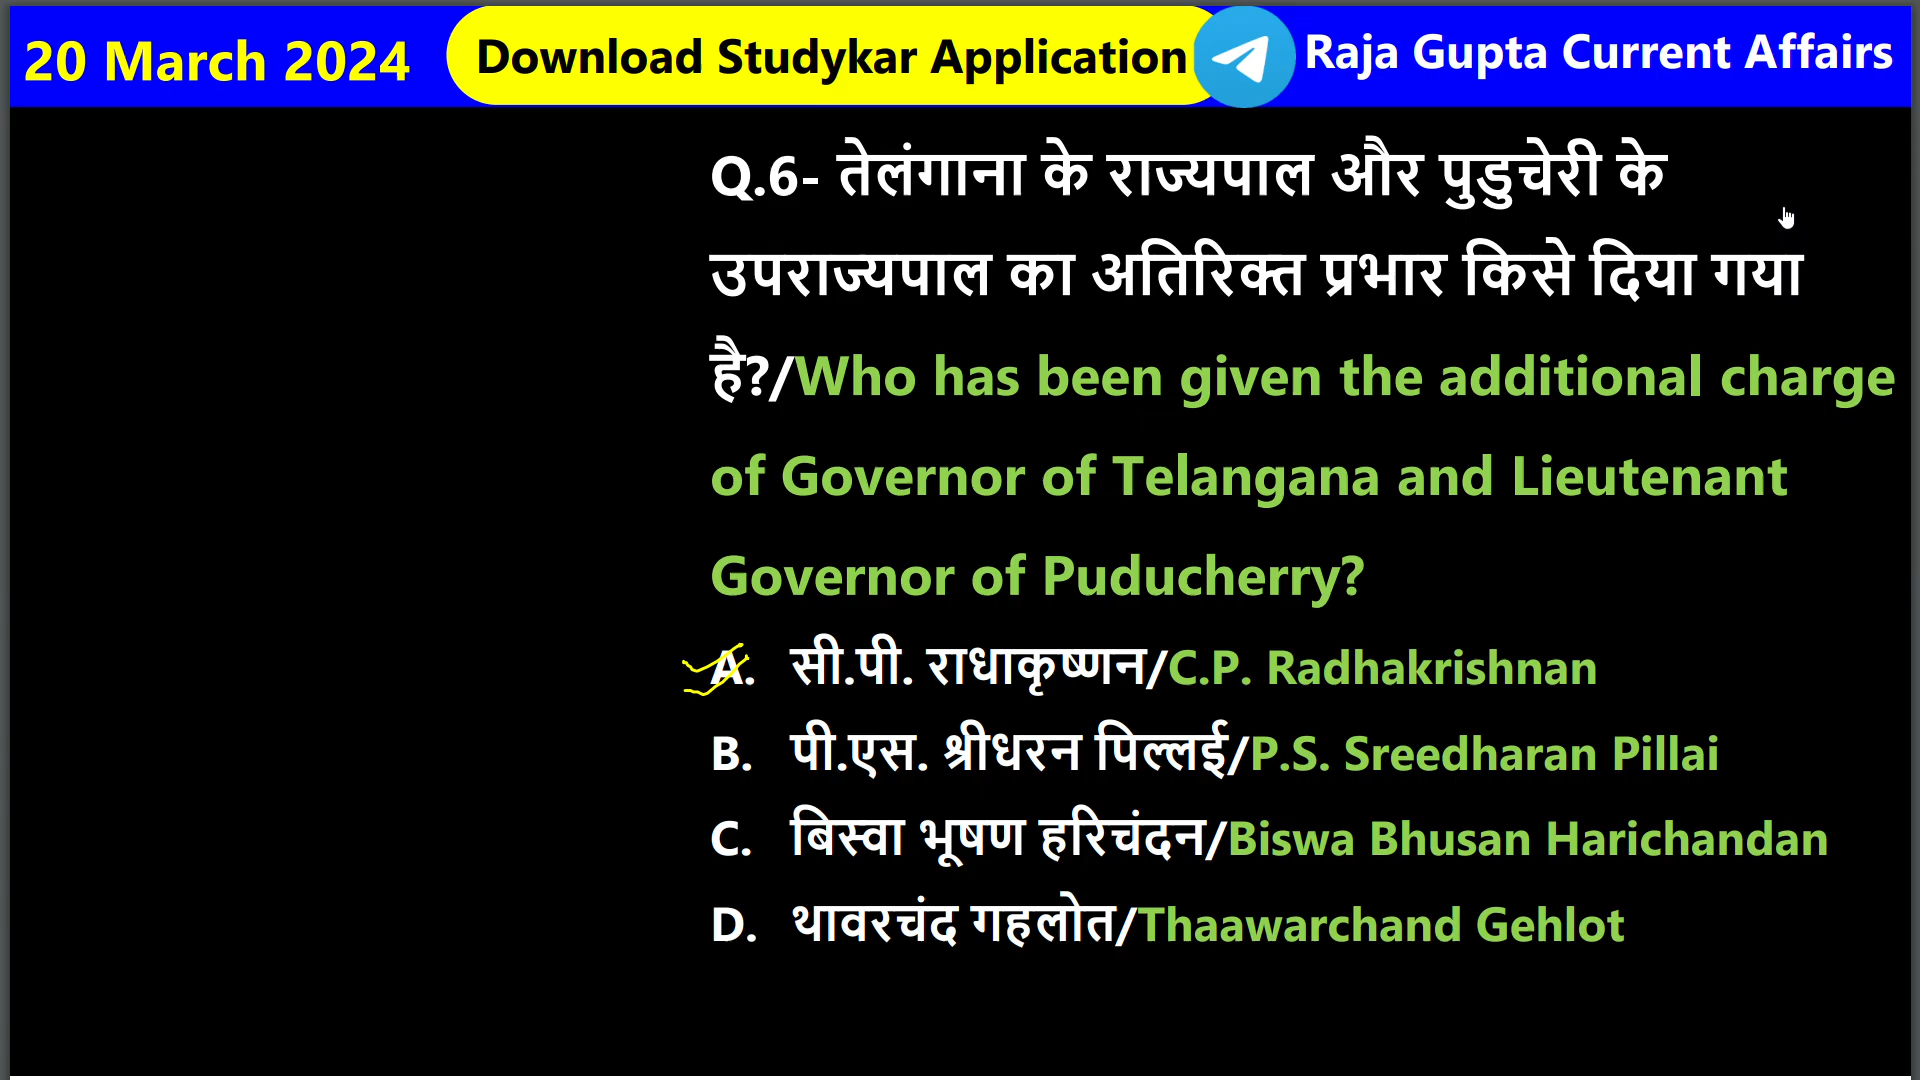 20 March 2024
Download Studykar Application
Raja Gupta Current Affairs
Q.6- तेलंगाना के राज्यपाल और पुडुचेरी के
उपराज्यपाल का अतिरिक्त प्रभार किसे दिया गया
है?/Who has been given the additional charge
of Governor of Telangana and Lieutenant
Governor of Puducherry?
A. सी.पी. राधाकृष्णन/C.P. Radhakrishnan
B. पी.एस. श्रीधरन पिल्लई/P.S. Sreedharan Pillai
C. बिस्वा भूषण हरिचंदन/Biswa Bhusan Harichandan
D. थावरचंद गहलोत/Thaawarchand Gehlot